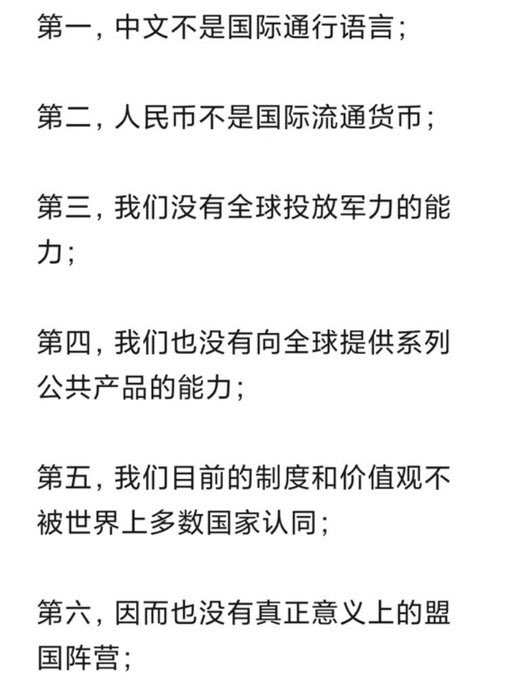 第一，中文不是国际通行语言；
第二，人民币不是国际流通货币；
第三，我们没有全球投放军力的能
力；
第四，我们也没有向全球提供系列
公共产品的能力；
第五，我们目前的制度和价值观不
被世界上多数国家认同；
第六，因而也没有真正意义上的盟
国阵营；